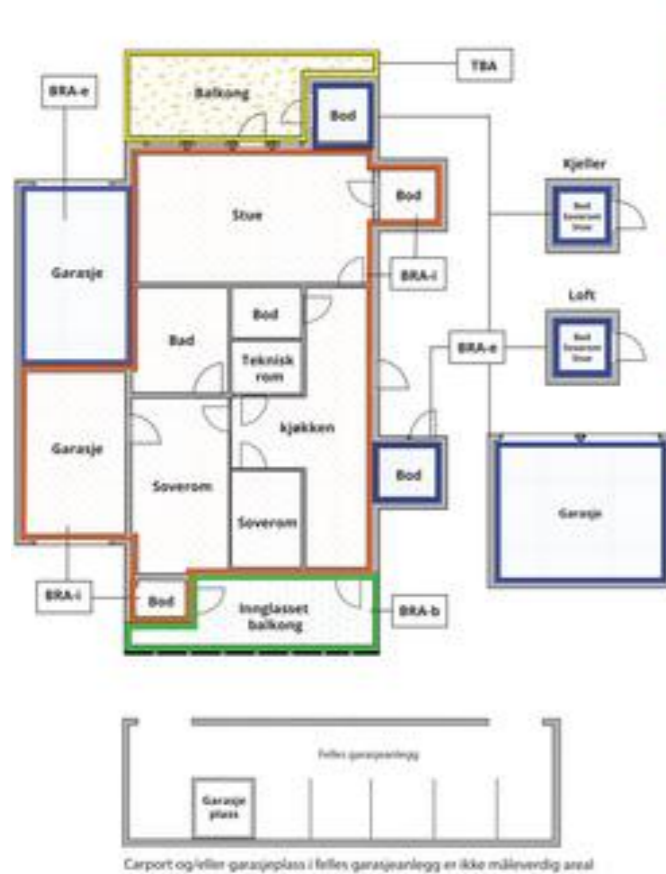 TBA
BRA-e
Balkong
Bod
Kjeller
Bod
Soverom
Stue
Stue
Bod
Garasje
BRA-i
Loft
Bod
Soverom
Stue
Bod
Bad
Teknisk
rom
BRA-e
Garasje
kjøkken
Soverom
Bod
Soverom
Garasje
BRA-i
Bod
Innglasset
balkong
BRA-b
Felles garasjeanlegg
Garasje
plass
Carport og/eller garasjeplass i felles garasjeanlegg er ikke måleverdig areal